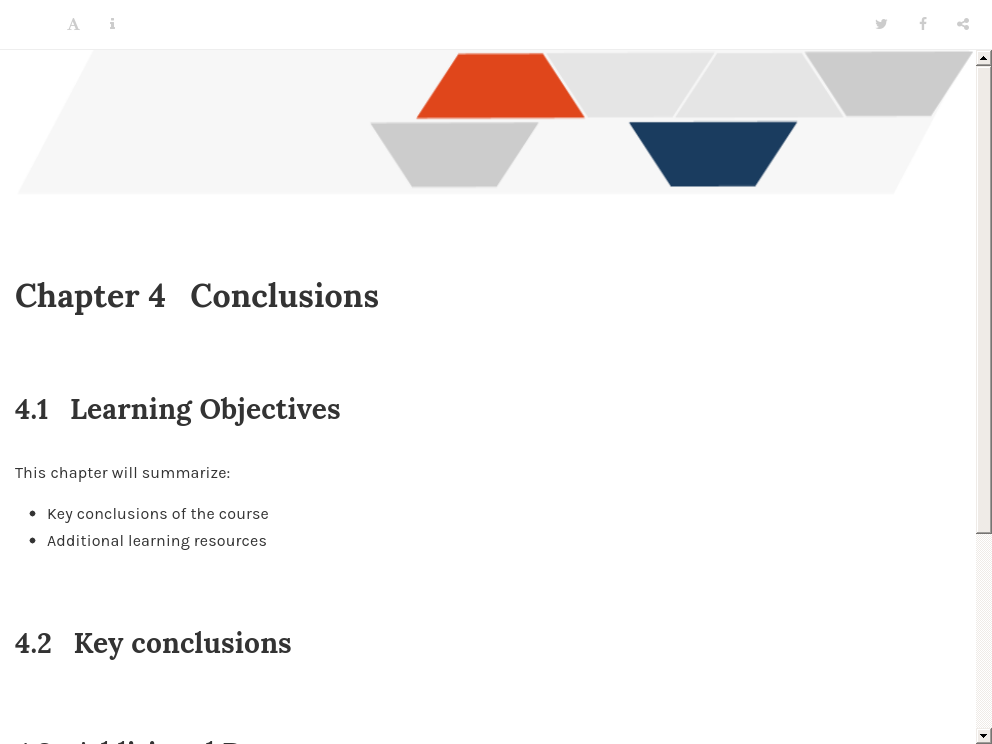 A i
Chapter 4 Conclusions
4.1 Learning Objectives
This chapter will summarize:
• Key conclusions of the course
• Additional learning resources
4.2 Key conclusions